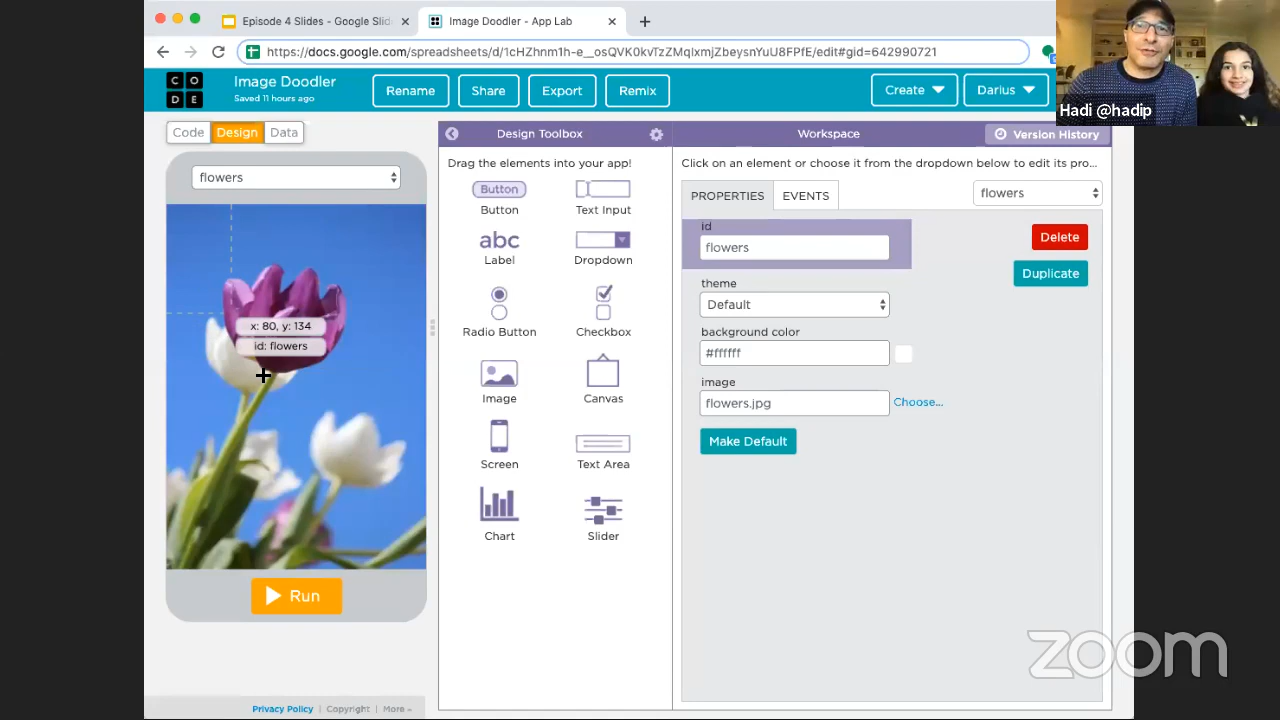 Episode 4 Slides - Google Slid
Image Doodler - App Lab
https://docs.google.com/spreadsheets/d/1cHZhnm1h-e__osQVK0kvTzZMqIxmjZbeysnYuU8FPfE/edit#gid=642990721
Hadi @hadip
C O
D E
Image Doodler
Saved 11 hours ago
Rename
Share
Export
Remix
Create
Darius
Code
Design
Data
Design Toolbox
Workspace
Version History
flowers
Drag the elements into your app!
Click on an element or choose it from the dropdown below to edit its pro...
Button
Button
Text Input
abc
Label
Dropdown
Radio Button
Checkbox
Image
Canvas
Screen
Text Area
Chart
Slider
PROPERTIES
EVENTS
flowers
id
flowers
Delete
Duplicate
theme
Default
background color
#ffffff
image
flowers.jpg
Choose...
Make Default
x: 80, y: 134
id: flowers
Run
Privacy Policy | Copyright | More
zoom